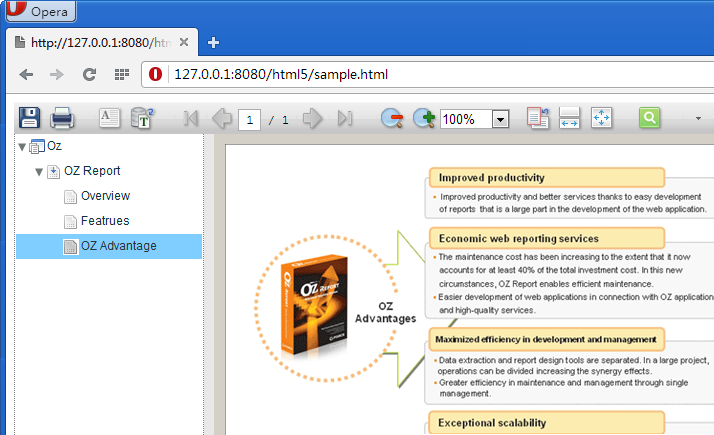 Opera
http://127.0.0.1:8080/htm
127.0.0.1:8080/html5/sample.html
1 / 1
100%
Oz
OZ Report
Overview
Featrues
OZ Advantage
OZ REPORT
OZ
Advantages
Improved productivity
• Improved productivity and better services thanks to easy development
of reports that is a large part in the development of the web application.
Economic web reporting services
• The maintenance cost has been increasing to the extent that it now
accounts for at least 40% of the total investment cost. In this new
circumstances, OZ Report enables efficient maintenance.
• Easier development of web applications in connection with OZ application
and high-quality services.
Maximized efficiency in development and management
• Data extraction and report design tools are separated. In a large project,
operations can be divided increasing the synergy effects.
• Greater efficiency in maintenance and management through single
management.
Exceptional scalability